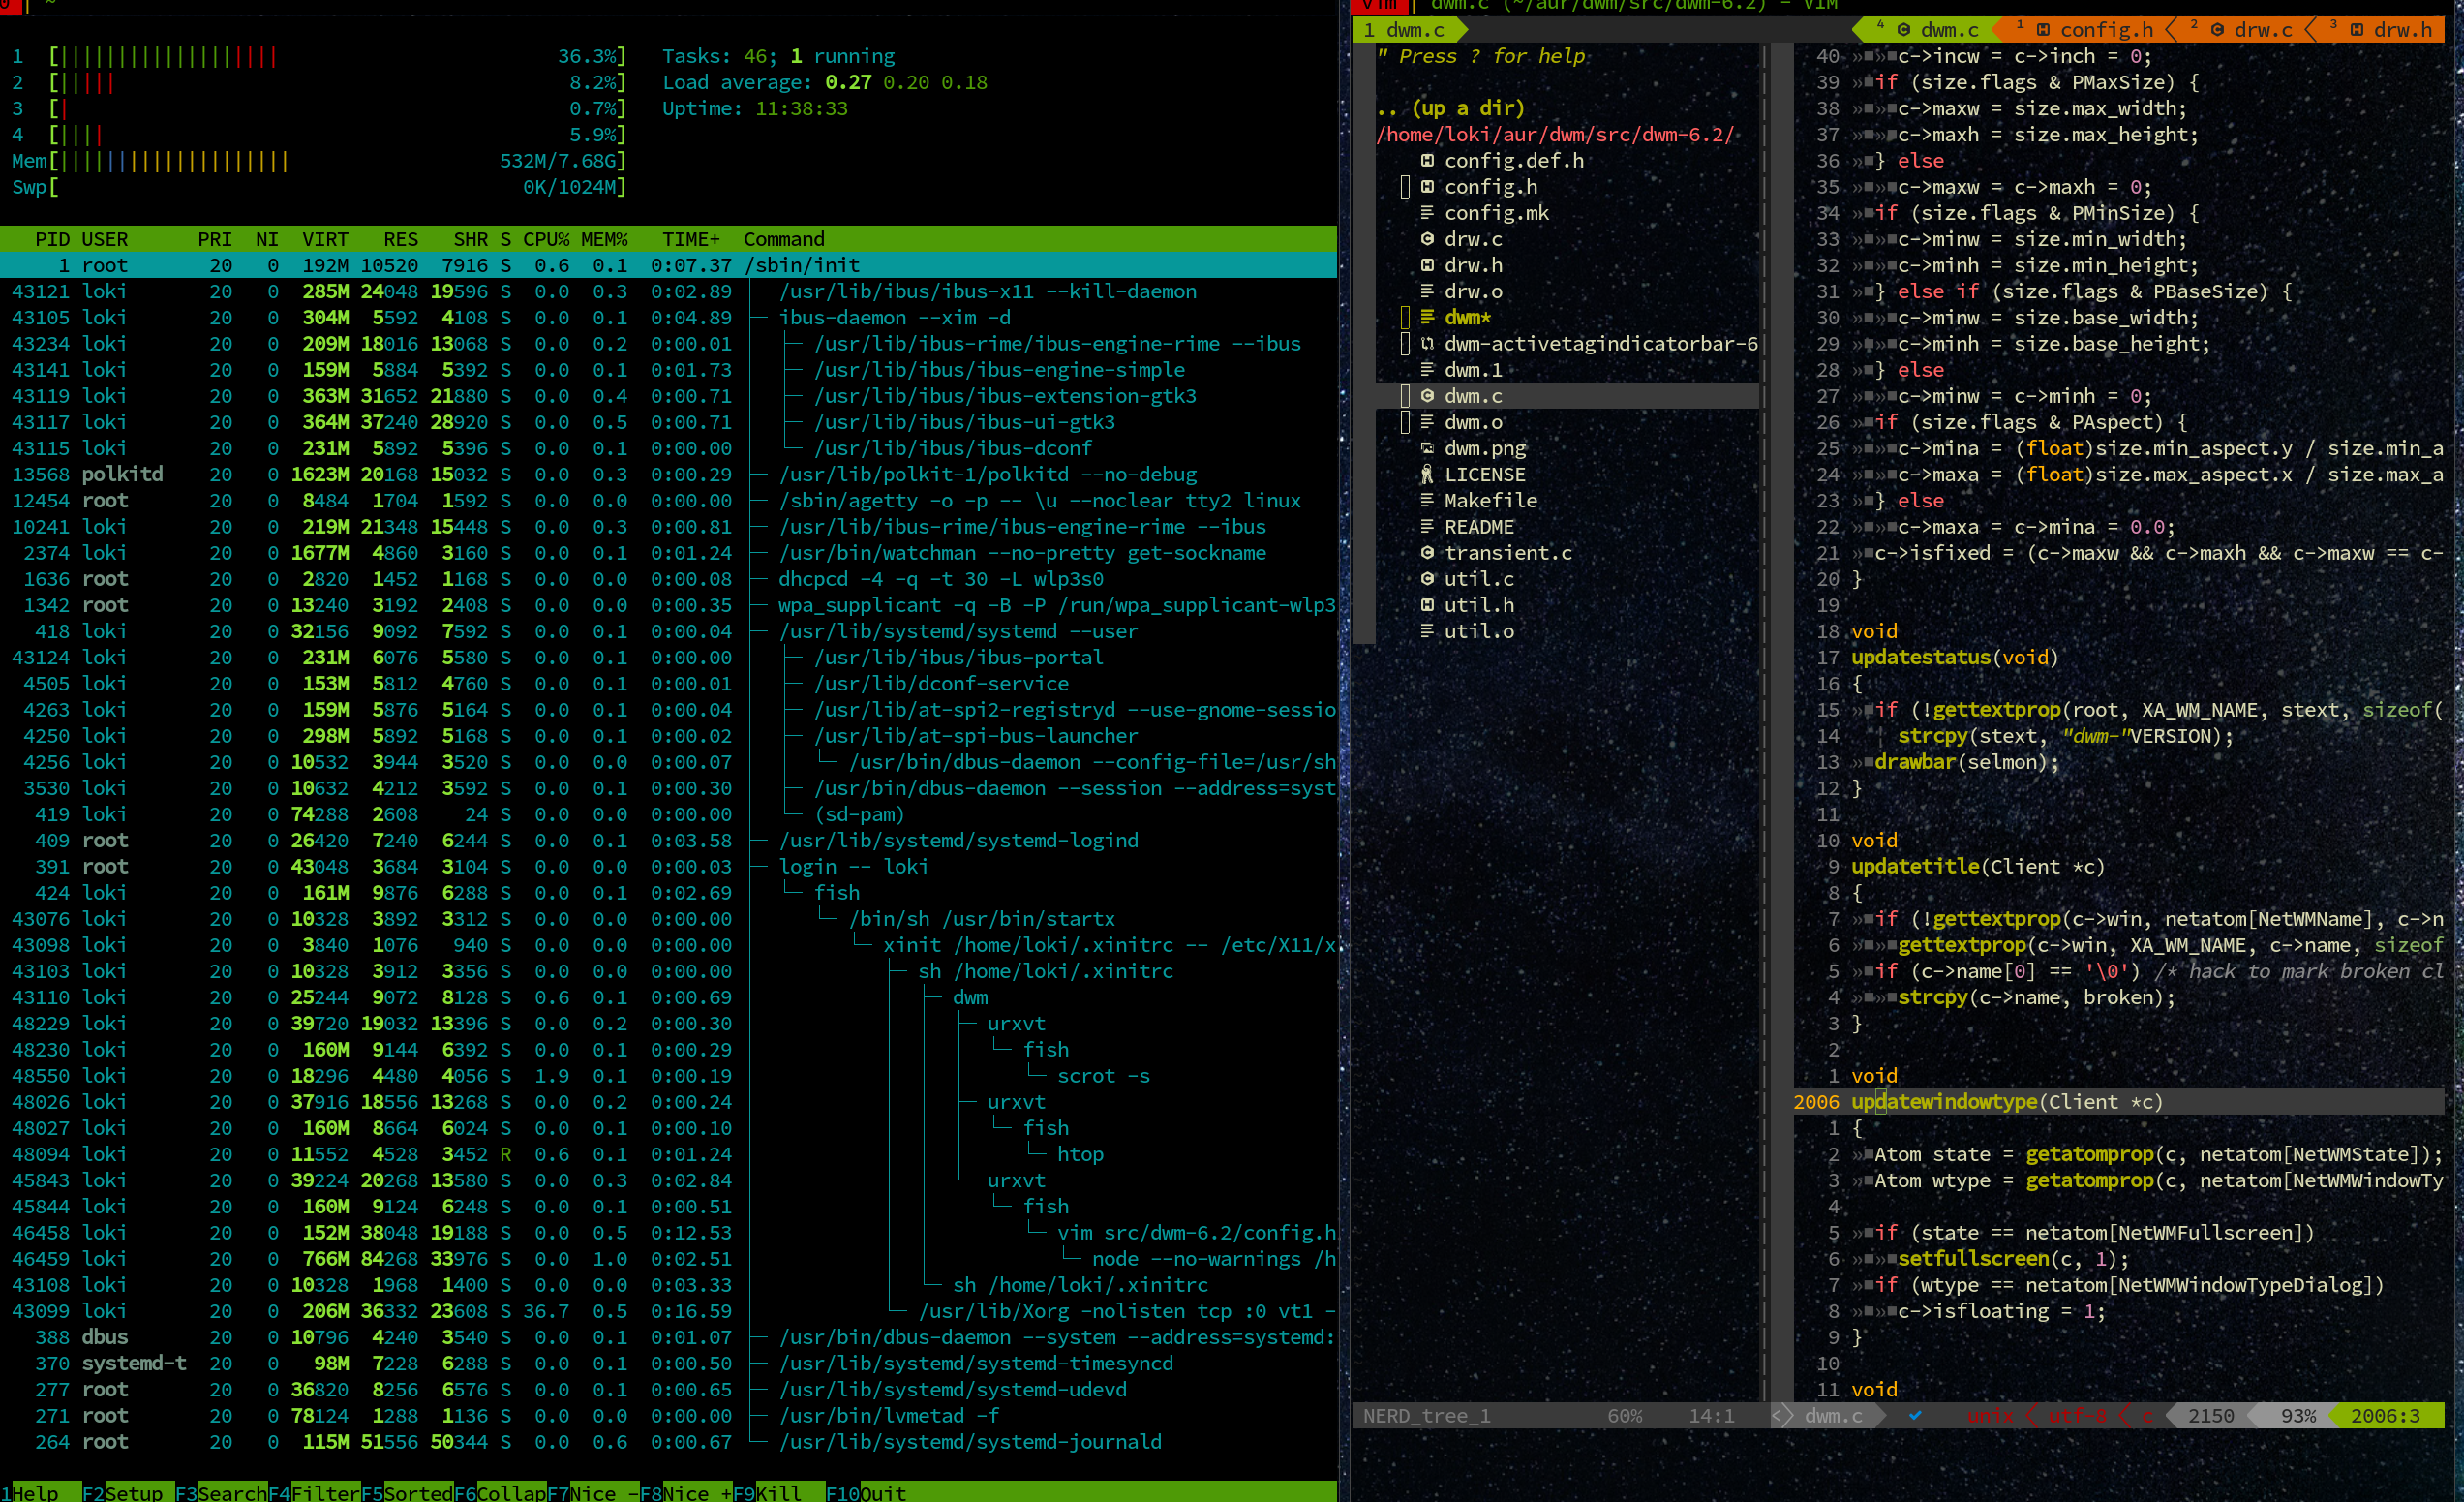 0 | ~
1 [|||||||||||||||||||36.3%] Tasks: 46; 1 running
2 [||||| 8.2%] Load average: 0.27 0.20 0.18
3 [| 0.7%] Uptime: 11:38:33
4 [|||| 5.9%]
Mem[||||||||||||||||||||532M/7.68G]
Swp[ 0K/1024M]
PID USER PRI NI VIRT RES SHR S CPU% MEM% TIME+ Command
1 root 20 0 192M 10520 7916 S 0.6 0.1 0:07.37 /sbin/init
43121 loki 20 0 285M 24048 19596 S 0.0 0.3 0:02.89 ├─ /usr/lib/ibus/ibus-x11 --kill-daemon
43105 loki 20 0 304M 5592 4108 S 0.0 0.1 0:04.89 ├─ ibus-daemon --xim -d
43234 loki 20 0 209M 18016 13068 S 0.0 0.2 0:00.01 │ ├─ /usr/lib/ibus-rime/ibus-engine-rime --ibus
43141 loki 20 0 159M 5884 5392 S 0.0 0.1 0:01.73 │ ├─ /usr/lib/ibus/ibus-engine-simple
43119 loki 20 0 363M 31652 21880 S 0.0 0.4 0:00.71 │ ├─ /usr/lib/ibus/ibus-extension-gtk3
43117 loki 20 0 364M 37240 28920 S 0.0 0.5 0:00.71 │ ├─ /usr/lib/ibus/ibus-ui-gtk3
43115 loki 20 0 231M 5892 5396 S 0.0 0.1 0:00.00 │ └─ /usr/lib/ibus/ibus-dconf
13568 polkitd 20 0 1623M 20168 15032 S 0.0 0.3 0:00.29 ├─ /usr/lib/polkit-1/polkitd --no-debug
12454 root 20 0 8484 1704 1592 S 0.0 0.0 0:00.00 ├─ /sbin/agetty -o -p -- \u --noclear tty2 linux
10241 loki 20 0 219M 21348 15448 S 0.0 0.3 0:00.81 ├─ /usr/lib/ibus-rime/ibus-engine-rime --ibus
2374 loki 20 0 1677M 4860 3160 S 0.0 0.1 0:01.24 ├─ /usr/bin/watchman --no-pretty get-sockname
1636 root 20 0 2820 1452 1168 S 0.0 0.0 0:00.08 ├─ dhcpcd -4 -q -t 30 -L wlp3s0
1342 root 20 0 13240 3192 2408 S 0.0 0.0 0:00.35 ├─ wpa_supplicant -q -B -P /run/wpa_supplicant-wlp3
418 loki 20 0 32156 9092 7592 S 0.0 0.1 0:00.04 ├─ /usr/lib/systemd/systemd --user
43124 loki 20 0 231M 6076 5580 S 0.0 0.1 0:00.00 │ ├─ /usr/lib/ibus/ibus-portal
4505 loki 20 0 153M 5812 4760 S 0.0 0.1 0:00.01 │ ├─ /usr/lib/dconf-service
4263 loki 20 0 159M 5876 5164 S 0.0 0.1 0:00.04 │ ├─ /usr/lib/at-spi2-registryd --use-gnome-sessio
4250 loki 20 0 298M 5892 5168 S 0.0 0.1 0:00.02 │ ├─ /usr/lib/at-spi-bus-launcher
4256 loki 20 0 10532 3944 3520 S 0.0 0.0 0:00.07 │ │ └─ /usr/bin/dbus-daemon --config-file=/usr/sh
3530 loki 20 0 10632 4212 3592 S 0.0 0.1 0:00.30 │ ├─ /usr/bin/dbus-daemon --session --address=syst
419 loki 20 0 74288 2608 24 S 0.0 0.0 0:00.00 │ └─ (sd-pam)
409 root 20 0 26420 7240 6244 S 0.0 0.1 0:03.58 ├─ /usr/lib/systemd/systemd-logind
391 root 20 0 43048 3684 3104 S 0.0 0.0 0:00.03 ├─ login -- loki
424 loki 20 0 161M 9876 6288 S 0.0 0.1 0:02.69 │ └─ fish
43076 loki 20 0 10328 3892 3312 S 0.0 0.0 0:00.00 │ └─ /bin/sh /usr/bin/startx
43098 loki 20 0 3840 1076 940 S 0.0 0.0 0:00.00 │ └─ xinit /home/loki/.xinitrc -- /etc/X11/x
43103 loki 20 0 10328 3912 3356 S 0.0 0.0 0:00.00 │ ├─ sh /home/loki/.xinitrc
43110 loki 20 0 25244 9072 8128 S 0.6 0.1 0:00.69 │ │ ├─ dwm
48229 loki 20 0 39720 19032 13396 S 0.0 0.2 0:00.30 │ │ │ ├─ urxvt
48230 loki 20 0 160M 9144 6392 S 0.0 0.1 0:00.29 │ │ │ │ └─ fish
48550 loki 20 0 18296 4480 4056 S 1.9 0.1 0:00.19 │ │ │ │ └─ scrot -s
48026 loki 20 0 37916 18556 13268 S 0.0 0.2 0:00.24 │ │ │ ├─ urxvt
48027 loki 20 0 160M 8664 6024 S 0.0 0.1 0:00.10 │ │ │ │ └─ fish
48094 loki 20 0 11552 4528 3452 R 0.6 0.1 0:01.24 │ │ │ │ └─ htop
45843 loki 20 0 39224 20268 13580 S 0.0 0.3 0:02.84 │ │ │ └─ urxvt
45844 loki 20 0 160M 9124 6248 S 0.0 0.1 0:00.51 │ │ │ └─ fish
46458 loki 20 0 152M 38048 19188 S 0.0 0.5 0:12.53 │ │ │ └─ vim src/dwm-6.2/config.h
46459 loki 20 0 766M 84268 33976 S 0.0 1.0 0:02.51 │ │ │ └─ node --no-warnings /h
43108 loki 20 0 10328 1968 1400 S 0.0 0.0 0:03.33 │ │ └─ sh /home/loki/.xinitrc
43099 loki 20 0 206M 36332 23608 S 36.7 0.5 0:16.59 │ └─ /usr/lib/Xorg -nolisten tcp :0 vt1 -
388 dbus 20 0 10796 4240 3540 S 0.0 0.1 0:01.07 ├─ /usr/bin/dbus-daemon --system --address=systemd:
370 systemd-t 20 0 98M 7228 6288 S 0.0 0.1 0:00.50 ├─ /usr/lib/systemd/systemd-timesyncd
277 root 20 0 36820 8256 6576 S 0.0 0.1 0:00.65 ├─ /usr/lib/systemd/systemd-udevd
271 root 20 0 78124 1288 1136 S 0.0 0.0 0:00.00 ├─ /usr/bin/lvmetad -f
264 root 20 0 115M 51556 50344 S 0.0 0.6 0:00.67 └─ /usr/lib/systemd/systemd-journald
1Help F2Setup F3SearchF4FilterF5SortedF6CollapF7Nice -F8Nice +F9Kill F10Quit
vim | dwm.c (~/aur/dwm/src/dwm-6.2) - VIM
1 dwm.c
4 dwm.c 1 config.h 2 drw.c 3 drw.h
" Press ? for help
.. (up a dir)
/home/loki/aur/dwm/src/dwm-6.2/
config.def.h
config.h
config.mk
drw.c
drw.h
drw.o
dwm*
dwm-activetagindicatorbar-6
dwm.1
dwm.c
dwm.o
dwm.png
LICENSE
Makefile
README
transient.c
util.c
util.h
util.o
40 c->incw = c->inch = 0;
39 if (size.flags & PMaxSize) {
38 c->maxw = size.max_width;
37 c->maxh = size.max_height;
36 } else
35 c->maxw = c->maxh = 0;
34 if (size.flags & PMinSize) {
33 c->minw = size.min_width;
32 c->minh = size.min_height;
31 } else if (size.flags & PBaseSize) {
30 c->minw = size.base_width;
29 c->minh = size.base_height;
28 } else
27 c->minw = c->minh = 0;
26 if (size.flags & PAspect) {
25 c->mina = (float)size.min_aspect.y / size.min_a
24 c->maxa = (float)size.max_aspect.x / size.max_a
23 } else
22 c->maxa = c->mina = 0.0;
21 c->isfixed = (c->maxw && c->maxh && c->maxw == c-
20 }
19
18 void
17 updatestatus(void)
16 {
15 if (!gettextprop(root, XA_WM_NAME, stext, sizeof(
14 strcpy(stext, "dwm-"VERSION);
13 drawbar(selmon);
12 }
11
10 void
9 updatetitle(Client *c)
8 {
7 if (!gettextprop(c->win, netatom[NetWMName], c->n
6 gettextprop(c->win, XA_WM_NAME, c->name, sizeof
5 if (c->name[0] == '\0') /* hack to mark broken cl
4 strcpy(c->name, broken);
3 }
2
1 void
2006 updatewindowtype(Client *c)
1 {
2 Atom state = getatomprop(c, netatom[NetWMState]);
3 Atom wtype = getatomprop(c, netatom[NetWMWindowTy
4
5 if (state == netatom[NetWMFullscreen])
6 setfullscreen(c, 1);
7 if (wtype == netatom[NetWMWindowTypeDialog])
8 c->isfloating = 1;
9 }
10
11 void
NERD_tree_1 60% 14:1 <> dwm.c ✔ unix utf-8 c 2150 93% 2006:3